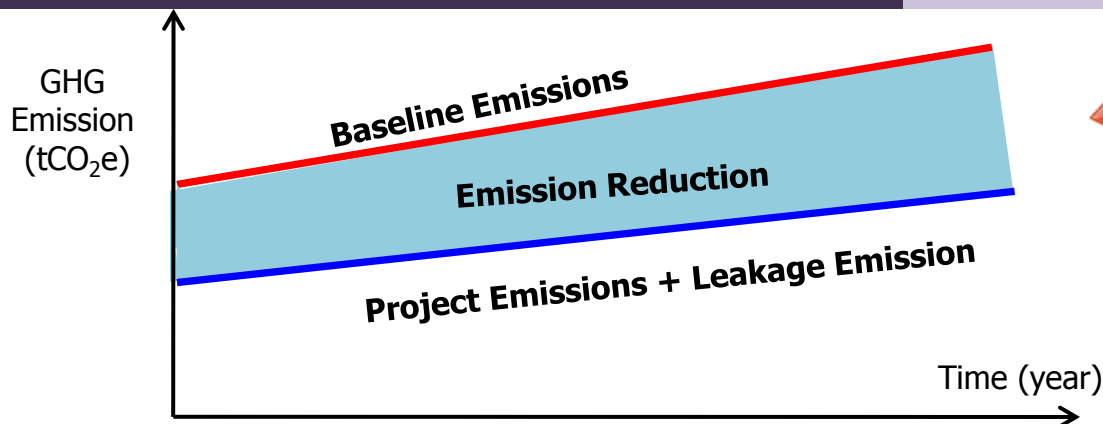 GHG
Emission
(tCO₂e)
Baseline Emissions
Emission Reduction
Project Emissions + Leakage Emission
Time (year)